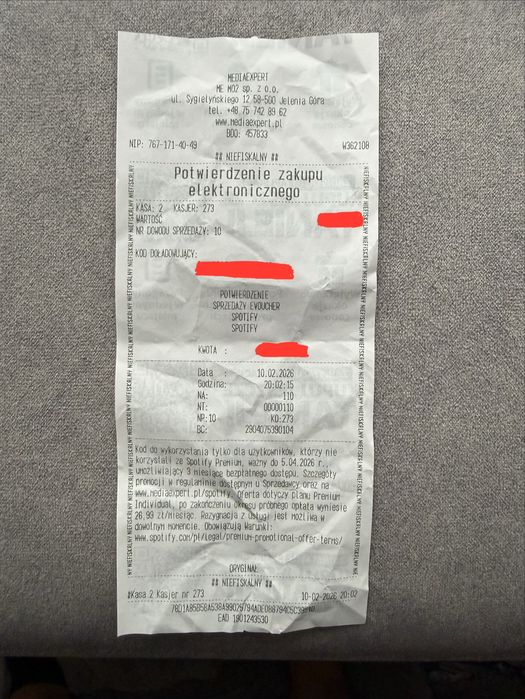 MEDIAEXPERT
ME M02 sp. z o.o.
ul. Sygietyńskiego 12 58-500 Jelenia Góra
tel. +48 75 742 89 62
www.mediaexpert.pl
BDO: 457833
NIP: 767-171-40-49 W362108
## NIEFISKALNY ##
Potwierdzenie zakupu
elektronicznego
KASA: 2 KASJER: 273
WARTOŚĆ
NR DOWODU SPRZEDAŻY: 10
KOD DOŁADOWUJĄCY:
POTWIERDZENIE
SPRZEDAŻY EVOUCHER
SPOTIFY
SPOTIFY
KWOTA :
Data : 10.02.2026
Godzina: 20:02:15
NA: 110
NT: 00000110
NP:10 KO:273
BC: 2904075390104
Kod do wykorzystania tylko dla użytkowników, którzy nie
korzystali ze Spotify Premium, ważny do 5.04.2026 r.,
umożliwiający 3 miesiące bezpłatnego dostępu. Szczegóły
promocji w regulaminie dostępnym u Sprzedawcy oraz na
www.mediaexpert.pl/spotify. Oferta dotyczy planu Premium
Individual, po zakończeniu okresu próbnego opłata wyniesie
26,99 zł/miesiąc. Rezygnacja z usługi jest możliwa w
dowolnym momencie. Obowiązują Warunki:
www.spotify.com/pl/legal/premium-promotional-offer-terms/
ORYGINAŁ
## NIEFISKALNY ##
#Kasa 2 Kasjer nr 273 10-02-2026 20:02
EAD 1901243530
NIEFISKALNY NIEFISKALNY NIEFISKALNY NIEFISKALNY NIEFISKALNY